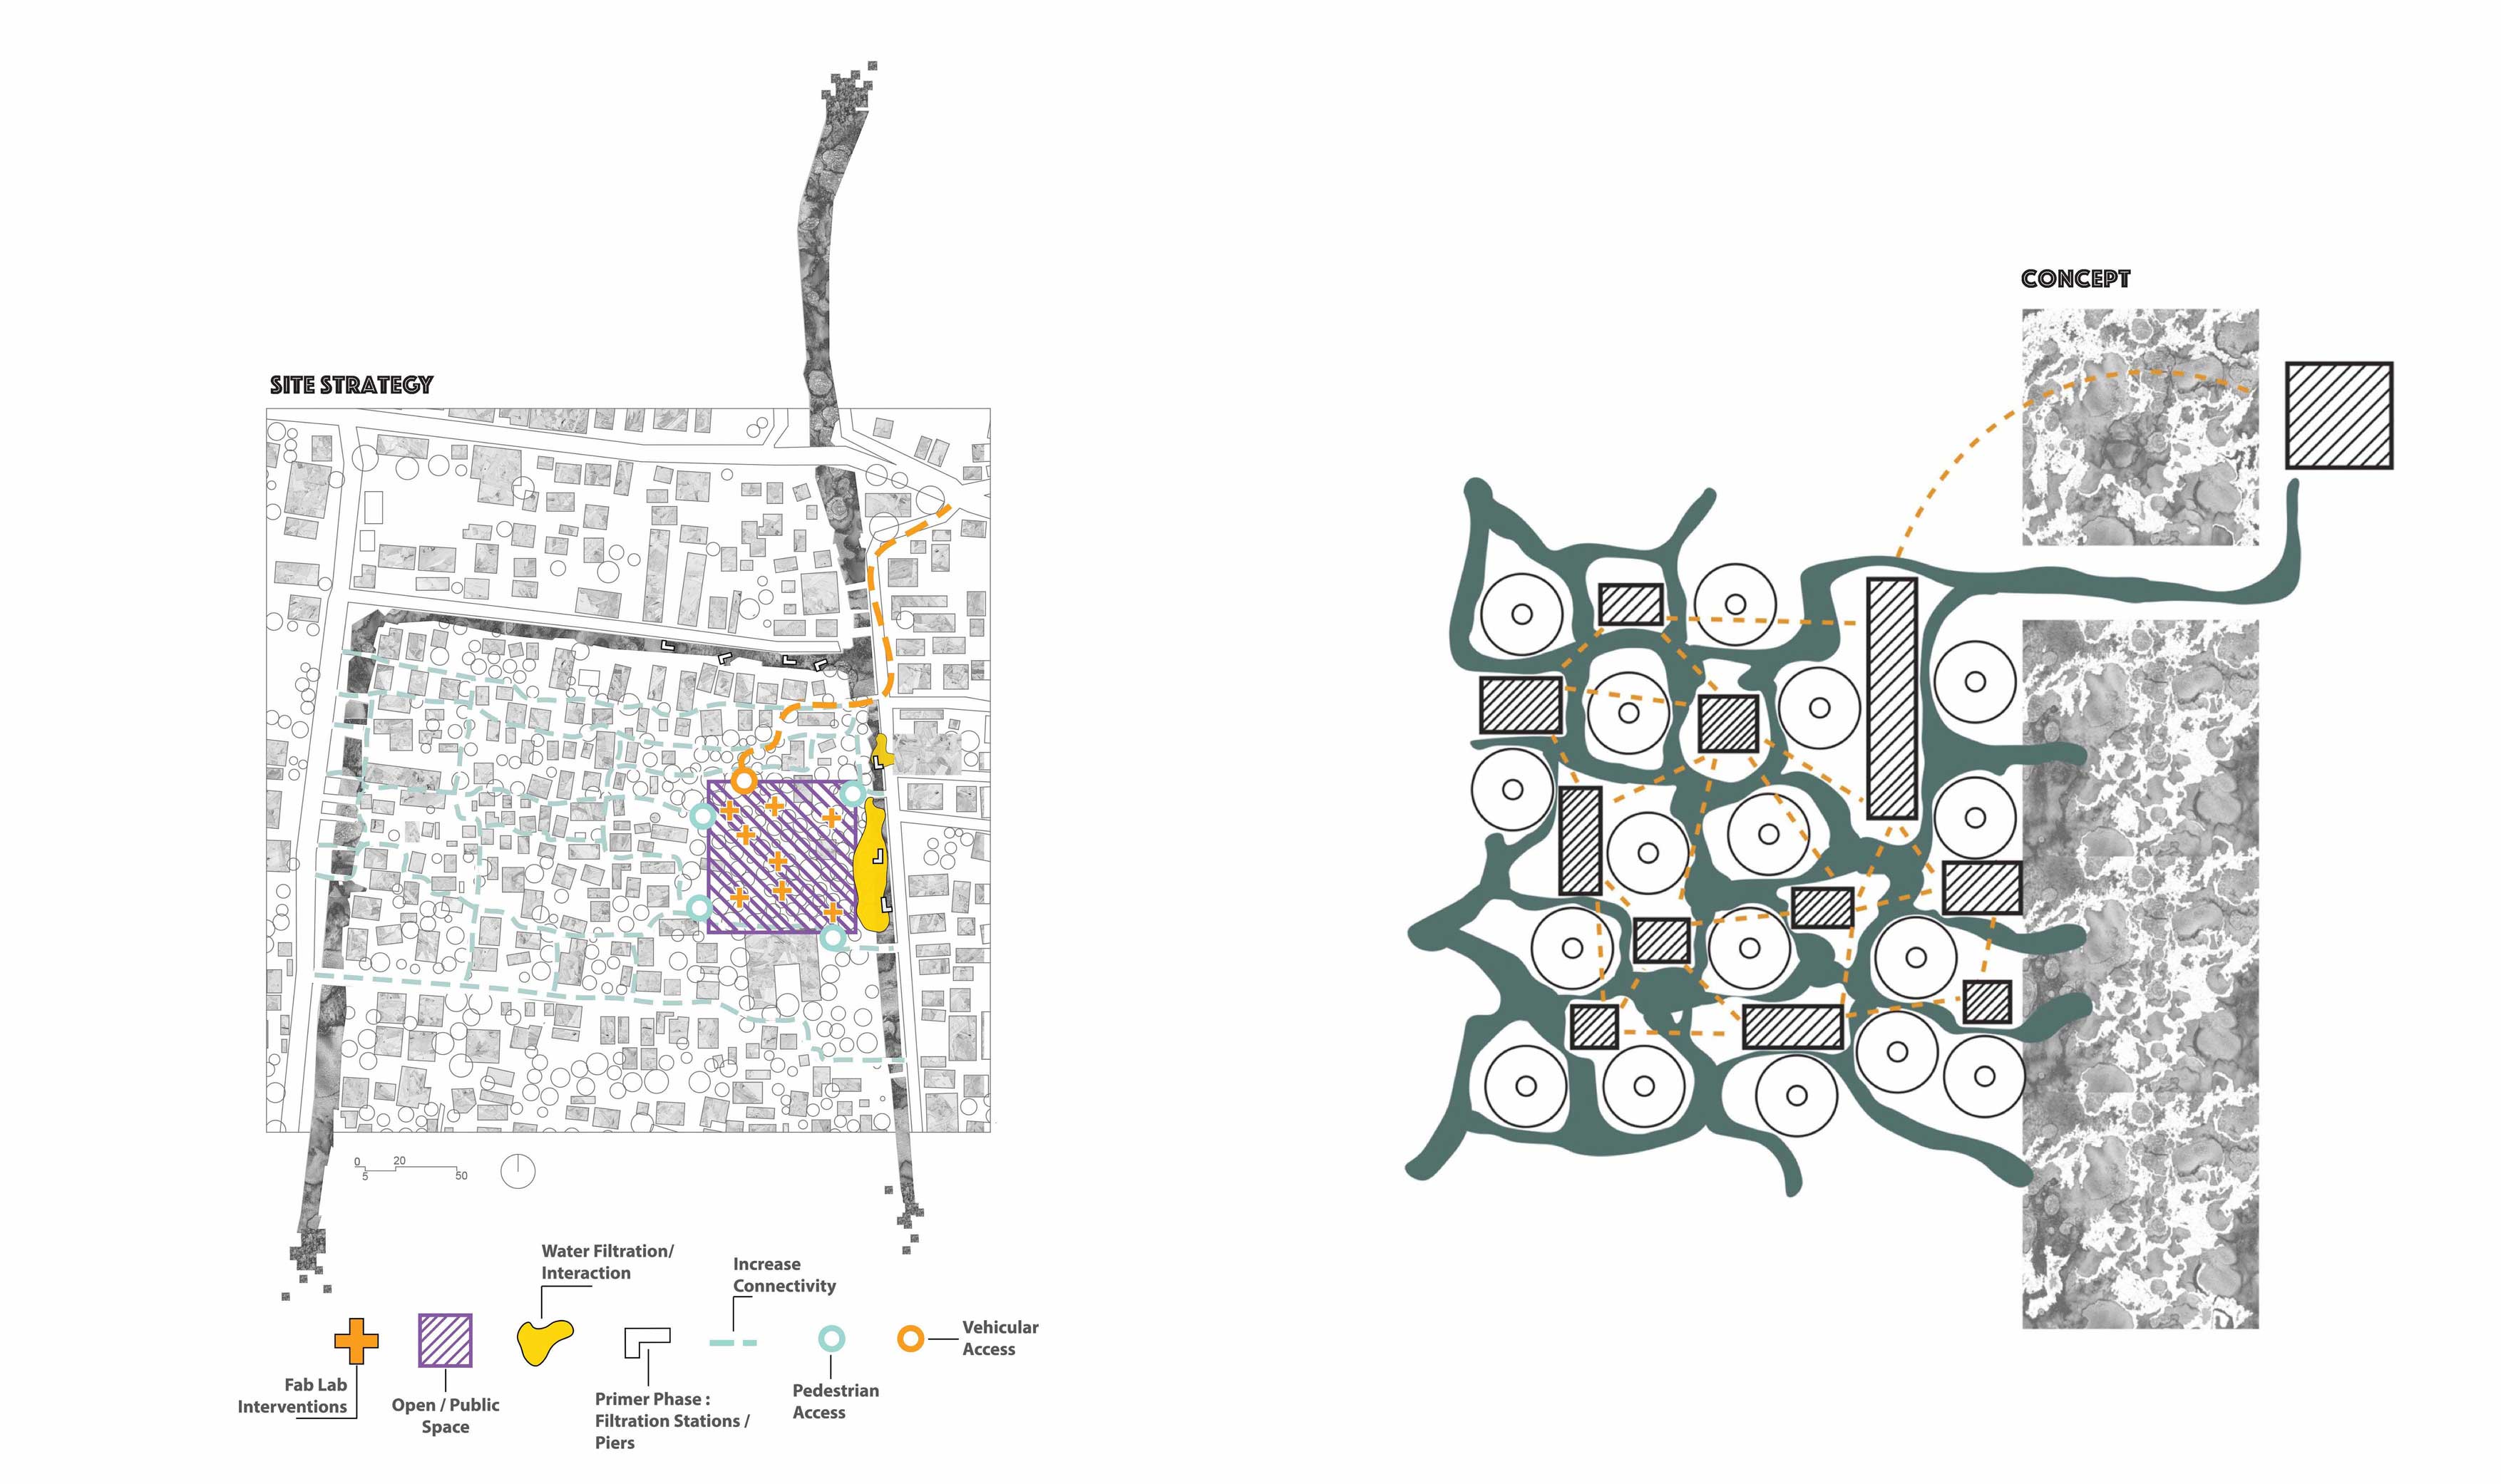 SITE STRATEGY
0
20
5
50
Water Filtration/
Interaction
Increase
Connectivity
Vehicular
Access
Fab Lab
Interventions
Open / Public
Space
Primer Phase :
Filtration Stations /
Piers
Pedestrian
Access
CONCEPT